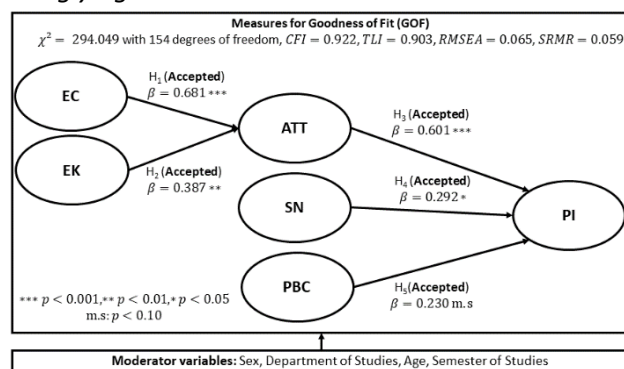 Measures for Goodness of Fit (GOF)
χ² = 294.049 with 154 degrees of freedom, CFI = 0.922, TLI = 0.903, RMSEA = 0.065, SRMR = 0.059
H₁ (Accepted)
β = 0.681 ***
EC
ATT
H₃ (Accepted)
β = 0.601 ***
EK
H₂ (Accepted)
β = 0.387 **
H₄ (Accepted)
β = 0.292 *
SN
PI
PBC
H₅(Accepted)
β = 0.230 m.s
*** p < 0.001,** p < 0.01,* p < 0.05
m.s: p < 0.10
Moderator variables: Sex, Department of Studies, Age, Semester of Studies